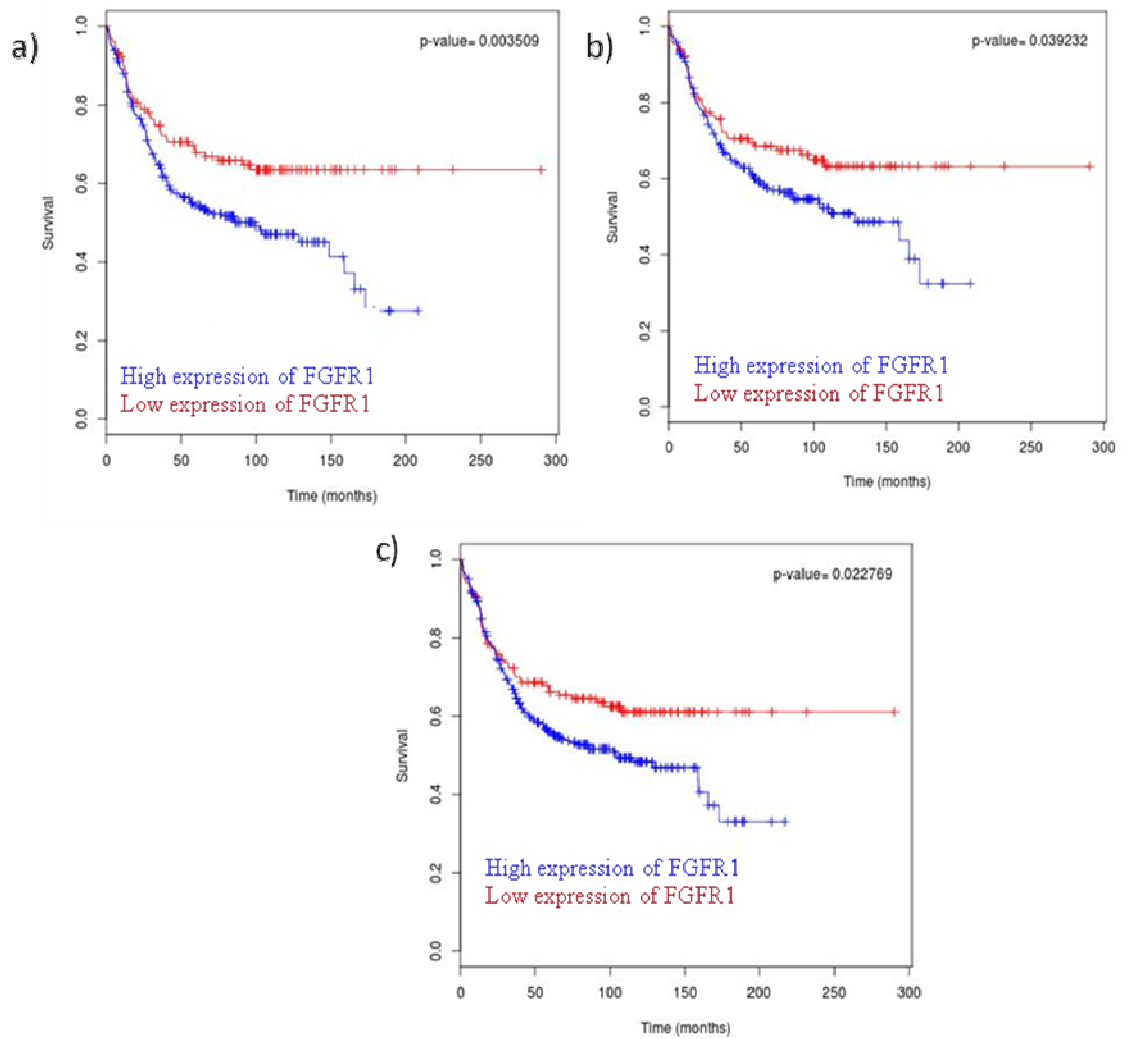 a)
p-value= 0.003509
Survival
1.0
0.8
0.6
0.4
0.2
0.0
High expression of FGFR1
Low expression of FGFR1
0 50 100 150 200 250 300
Time (months)
b)
p-value= 0.039232
Survival
1.0
0.8
0.6
0.4
0.2
0.0
High expression of FGFR1
Low expression of FGFR1
0 50 100 150 200 250 300
Time (months)
c)
p-value= 0.022769
Survival
1.0
0.8
0.6
0.4
0.2
0.0
High expression of FGFR1
Low expression of FGFR1
0 50 100 150 200 250 300
Time (months)